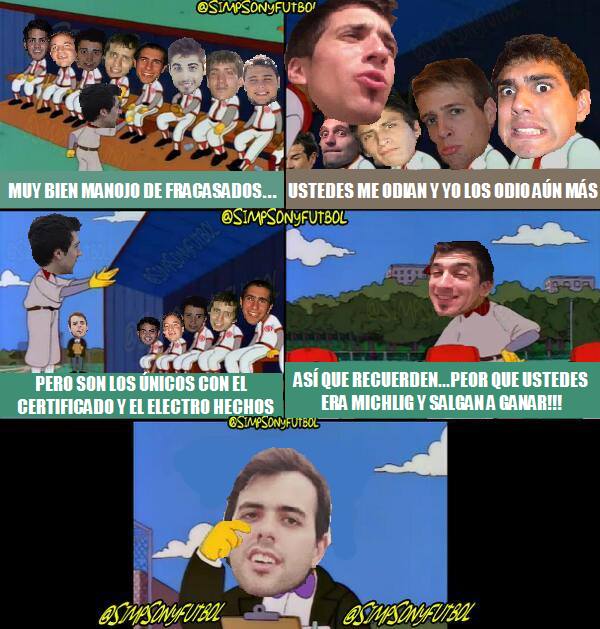 @SIMPSONYFUTBOL
MUY BIEN MANOJO DE FRACASADOS...
USTEDES ME ODIAN Y YO LOS ODIO AÚN MÁS
@SIMPSONYFUTBOL
@SIMPSONYFUTBOL
PERO SON LOS ÚNICOS CON EL
CERTIFICADO Y EL ELECTRO HECHOS
ASÍ QUE RECUERDEN...PEOR QUE USTEDES
ERA MICHLIG Y SALGAN A GANAR!!!
@SIMPSONYFUTBOL
@SIMPSONYFUTBOL
@SIMPSONYFUTBOL